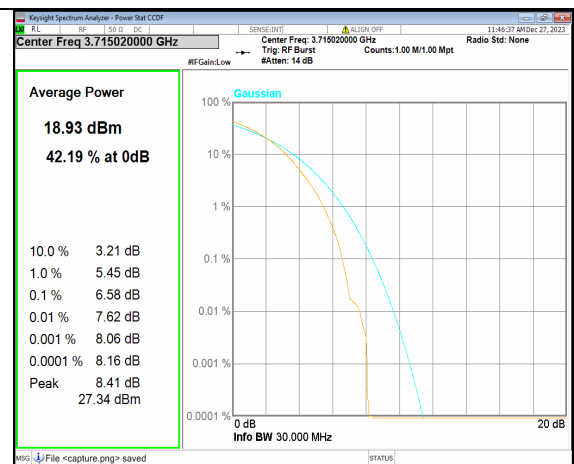 Keysight Spectrum Analyzer - Power Stat CCDF
LXI RL RF 50 Ω DC SENSE:INT ALIGN OFF 11:46:37 AM Dec 27, 2023
Center Freq 3.715020000 GHz
Center Freq: 3.715020000 GHz Radio Std: None
Trig: RF Burst Counts:1.00 M/1.00 Mpt
#IFGain:Low #Atten: 14 dB
Average Power
18.93 dBm
42.19 % at 0dB
10.0 % 3.21 dB
1.0 % 5.45 dB
0.1 % 6.58 dB
0.01 % 7.62 dB
0.001 % 8.06 dB
0.0001 % 8.16 dB
Peak 8.41 dB
27.34 dBm
Gaussian
100 %
10 %
1 %
0.1 %
0.01 %
0.001 %
0.0001 %
0 dB 20 dB
Info BW 30.000 MHz
MSG File <capture.png> saved STATUS